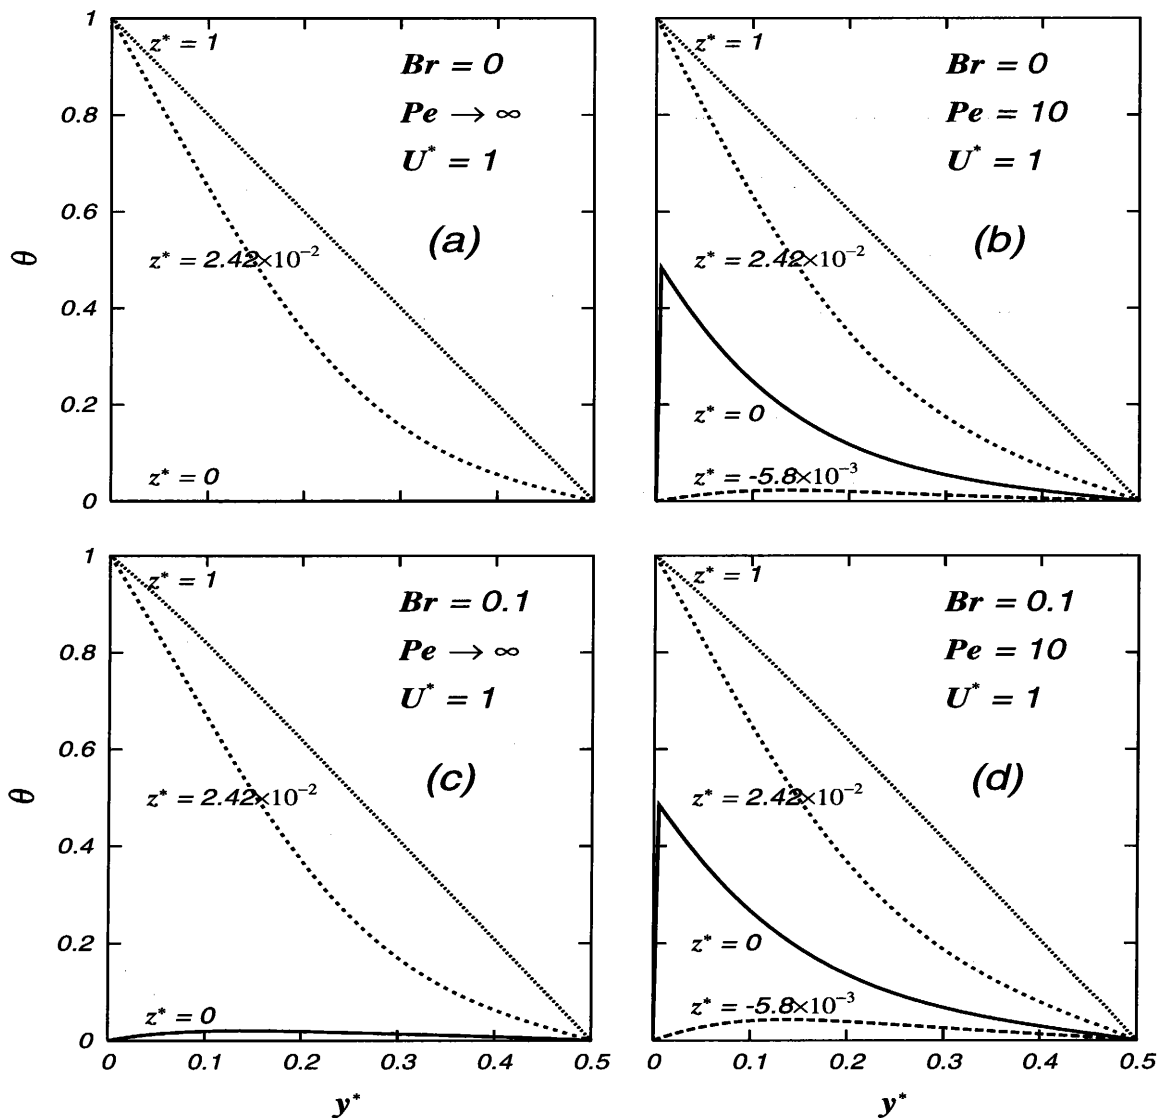 1
0.8
0.6
0.4
0.2
0
θ
z* = 1
Br = 0
Pe → ∞
U* = 1
(a)
z* = 2.42×10⁻²
z* = 0
z* = 1
Br = 0
Pe = 10
U* = 1
(b)
z* = 2.42×10⁻²
z* = 0
z* = -5.8×10⁻³
1
0.8
0.6
0.4
0.2
0
θ
z* = 1
Br = 0.1
Pe → ∞
U* = 1
(c)
z* = 2.42×10⁻²
z* = 0
0 0.1 0.2 0.3 0.4 0.5
y*
z* = 1
Br = 0.1
Pe = 10
U* = 1
(d)
z* = 2.42×10⁻²
z* = 0
z* = -5.8×10⁻³
0 0.1 0.2 0.3 0.4 0.5
y*